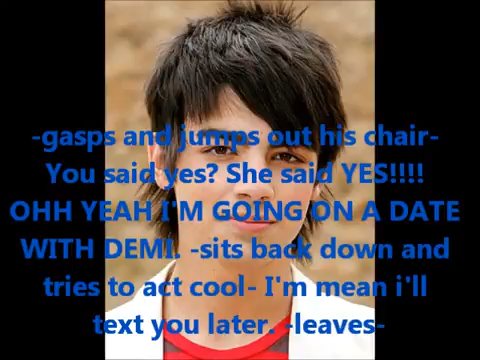 -gasps and jumps out his chair-
You said yes? She said YES!!!!
OHH YEAH I'M GOING ON A DATE
WITH DEMI. -sits back down and
tries to act cool- I'm mean i'll
text you later. -leaves-